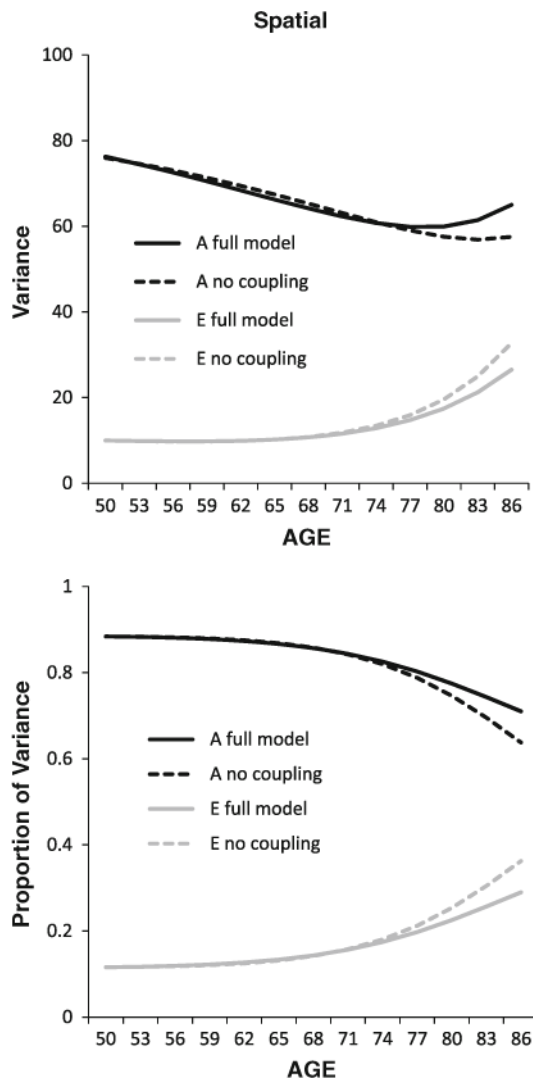 Spatial
100
80
60
40
20
0
Variance
A full model
A no coupling
E full model
E no coupling
50 53 56 59 62 65 68 71 74 77 80 83 86
AGE
1
0.8
0.6
0.4
0.2
0
Proportion of Variance
A full model
A no coupling
E full model
E no coupling
50 53 56 59 62 65 68 71 74 77 80 83 86
AGE